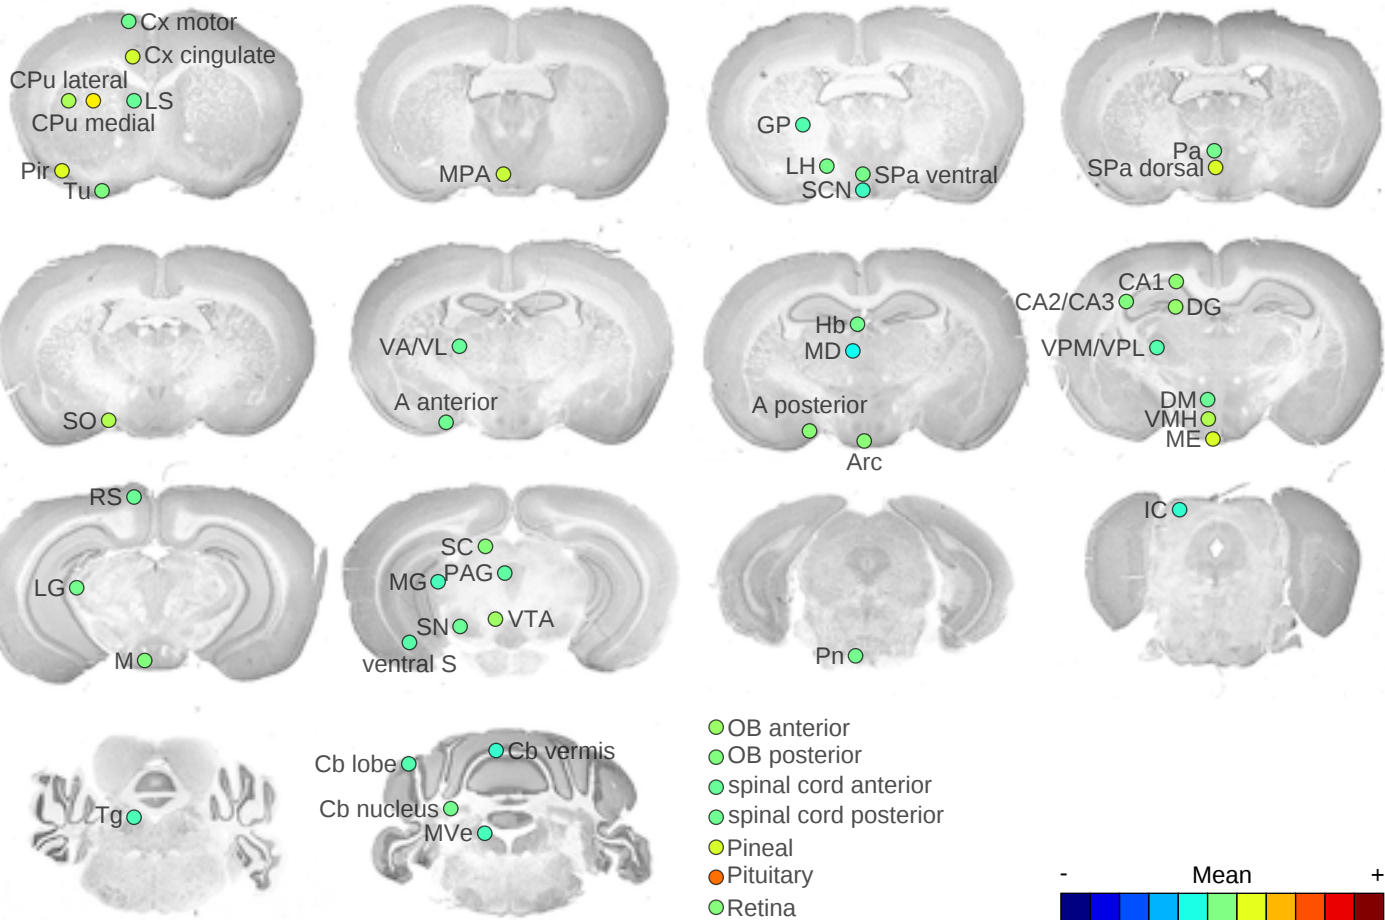 Cx motor
Cx cingulate
CPu lateral
LS
CPu medial
Pir
Tu
MPA
GP
LH
SPa ventral
SCN
Pa
SPa dorsal
SO
VA/VL
A anterior
Hb
MD
A posterior
Arc
CA1
CA2/CA3
DG
VPM/VPL
DM
VMH
ME
RS
LG
M
SC
PAG
MG
VTA
SN
ventral S
Pn
IC
Tg
Cb vermis
Cb lobe
Cb nucleus
MVe
OB anterior
OB posterior
spinal cord anterior
spinal cord posterior
Pineal
Pituitary
Retina
- Mean +